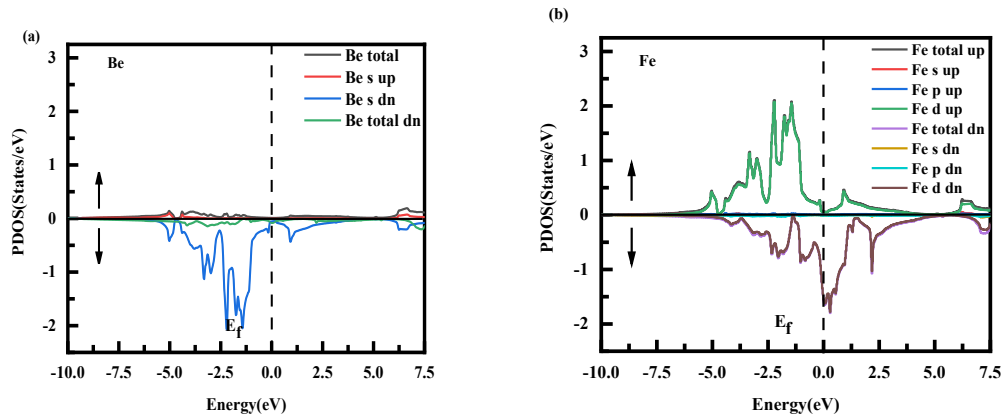 (a)
Be
Be total
Be s up
Be s dn
Be total dn
PDOS(States/eV)
3
2
1
0
-1
-2
E_f
-10.0 -7.5 -5.0 -2.5 0.0 2.5 5.0 7.5
Energy(eV)
(b)
Fe
Fe total up
Fe s up
Fe p up
Fe d up
Fe total dn
Fe s dn
Fe p dn
Fe d dn
PDOS(States/eV)
3
2
1
0
-1
-2
E_f
-10.0 -7.5 -5.0 -2.5 0.0 2.5 5.0 7.5
Energy(eV)